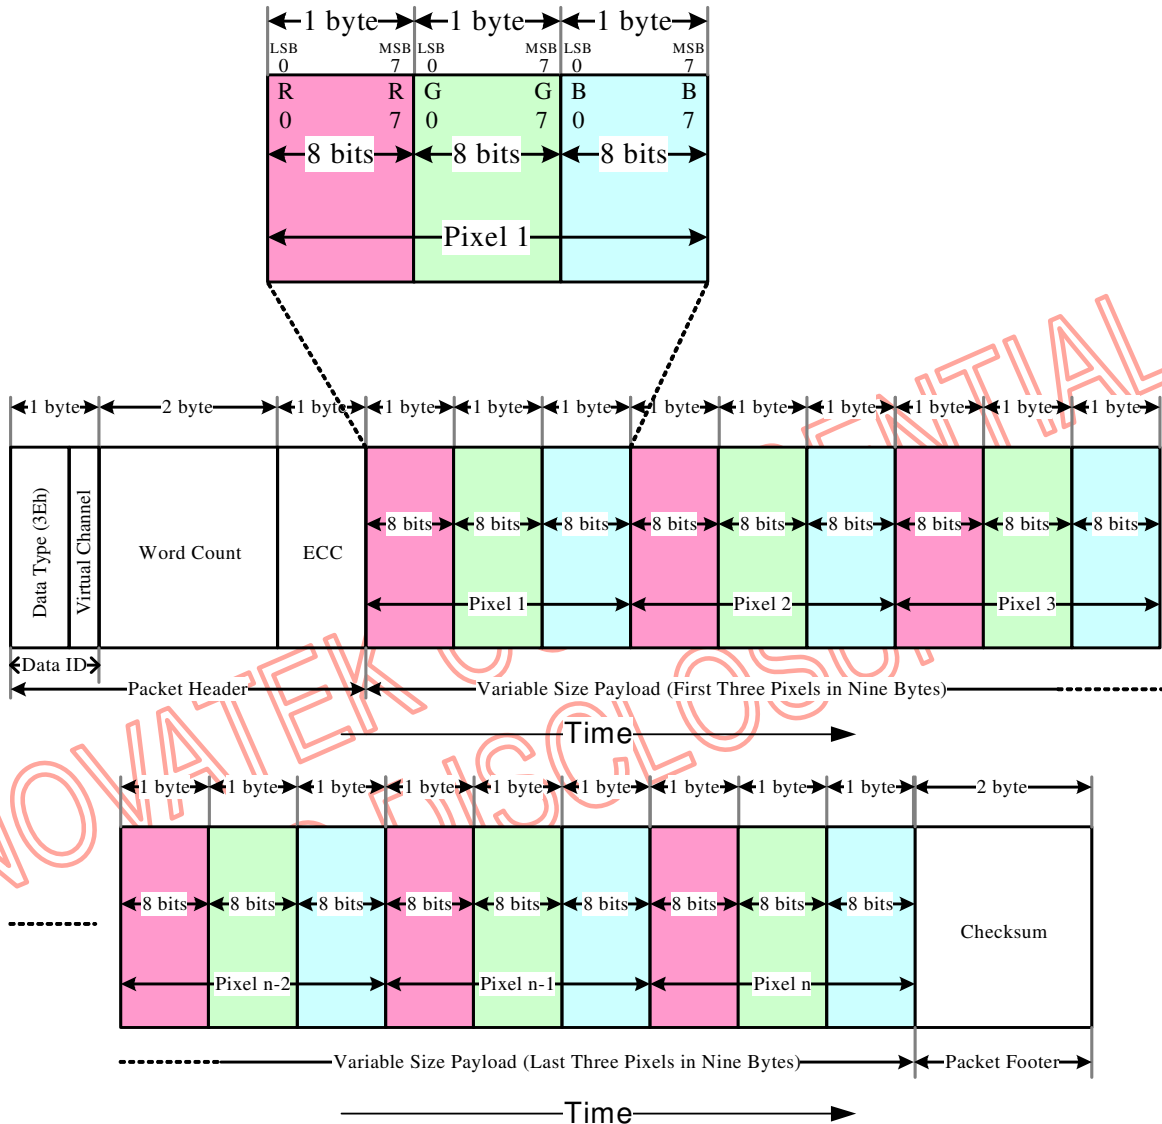 1 byte 1 byte 1 byte
LSB MSB LSB MSB LSB MSB
0 7 0 7 0 7
R R G G B B
0 7 0 7 0 7
8 bits 8 bits 8 bits
Pixel 1
1 byte 2 byte 1 byte 1 byte 1 byte 1 byte 1 byte 1 byte 1 byte 1 byte 1 byte 1 byte
Data Type (3Eh)
Virtual Channel
Word Count
ECC
8 bits 8 bits 8 bits 8 bits 8 bits 8 bits 8 bits 8 bits 8 bits
Pixel 1 Pixel 2 Pixel 3
Data ID
Packet Header Variable Size Payload (First Three Pixels in Nine Bytes)
Time
1 byte 1 byte 1 byte 1 byte 1 byte 1 byte 1 byte 1 byte 1 byte 2 byte
8 bits 8 bits 8 bits 8 bits 8 bits 8 bits 8 bits 8 bits 8 bits
Checksum
Pixel n-2 Pixel n-1 Pixel n
Variable Size Payload (Last Three Pixels in Nine Bytes) Packet Footer
Time
NOVATEK